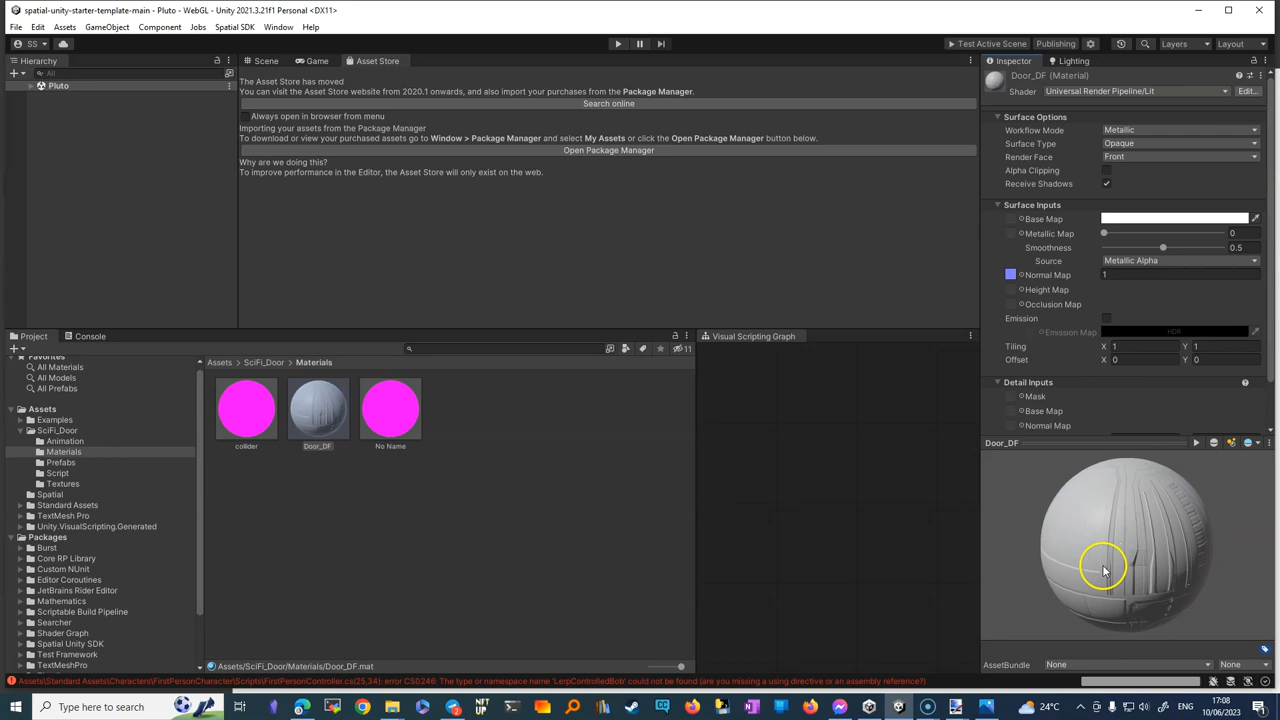 spatial-unity-starter-template-main - Pluto - WebGL - Unity 2021.3.21f1 Personal <DX11>
File Edit Assets GameObject Component Jobs Spatial SDK Window Help
SS Test Active Scene Publishing Layers Layout
Hierarchy Scene Game Asset Store Inspector Lighting
All
Pluto
The Asset Store has moved
You can visit the Asset Store website from 2020.1 onwards, and also import your purchases from the Package Manager.
Search online
Always open in browser from menu
Importing your assets from the Package Manager
To download or view your purchased assets go to Window > Package Manager and select My Assets or click the Open Package Manager button below.
Open Package Manager
Why are we doing this?
To improve performance in the Editor, the Asset Store will only exist on the web.
Door_DF (Material)
Shader Universal Render Pipeline/Lit Edit...
Surface Options
Workflow Mode Metallic
Surface Type Opaque
Render Face Front
Alpha Clipping
Receive Shadows
Surface Inputs
Base Map
Metallic Map 0
Smoothness 0.5
Source Metallic Alpha
Normal Map 1
Height Map
Occlusion Map
Emission
Emission Map HDR
Tiling X 1 Y 1
Offset X 0 Y 0
Detail Inputs
Mask
Base Map
Normal Map
Door_DF
AssetBundle None None
Project Console
11
Favorites
All Materials
All Models
All Prefabs
Assets
Examples
SciFi_Door
Animation
Materials
Prefabs
Script
Textures
Spatial
Standard Assets
TextMesh Pro
Unity.VisualScripting.Generated
Packages
Burst
Core RP Library
Custom NUnit
Editor Coroutines
JetBrains Rider Editor
Mathematics
Scriptable Build Pipeline
Searcher
Shader Graph
Spatial Unity SDK
Test Framework
TextMeshPro
Assets > SciFi_Door > Materials
collider Door_DF No Name
Assets/SciFi_Door/Materials/Door_DF.mat
Visual Scripting Graph
Assets\Standard Assets\Characters\FirstPersonCharacter\Scripts\FirstPersonController.cs(25,34): error CS0246: The type or namespace name 'LerpControlledBob' could not be found (are you missing a using directive or an assembly reference?)
Type here to search
NFT UP
24°C
17:08
10/06/2023